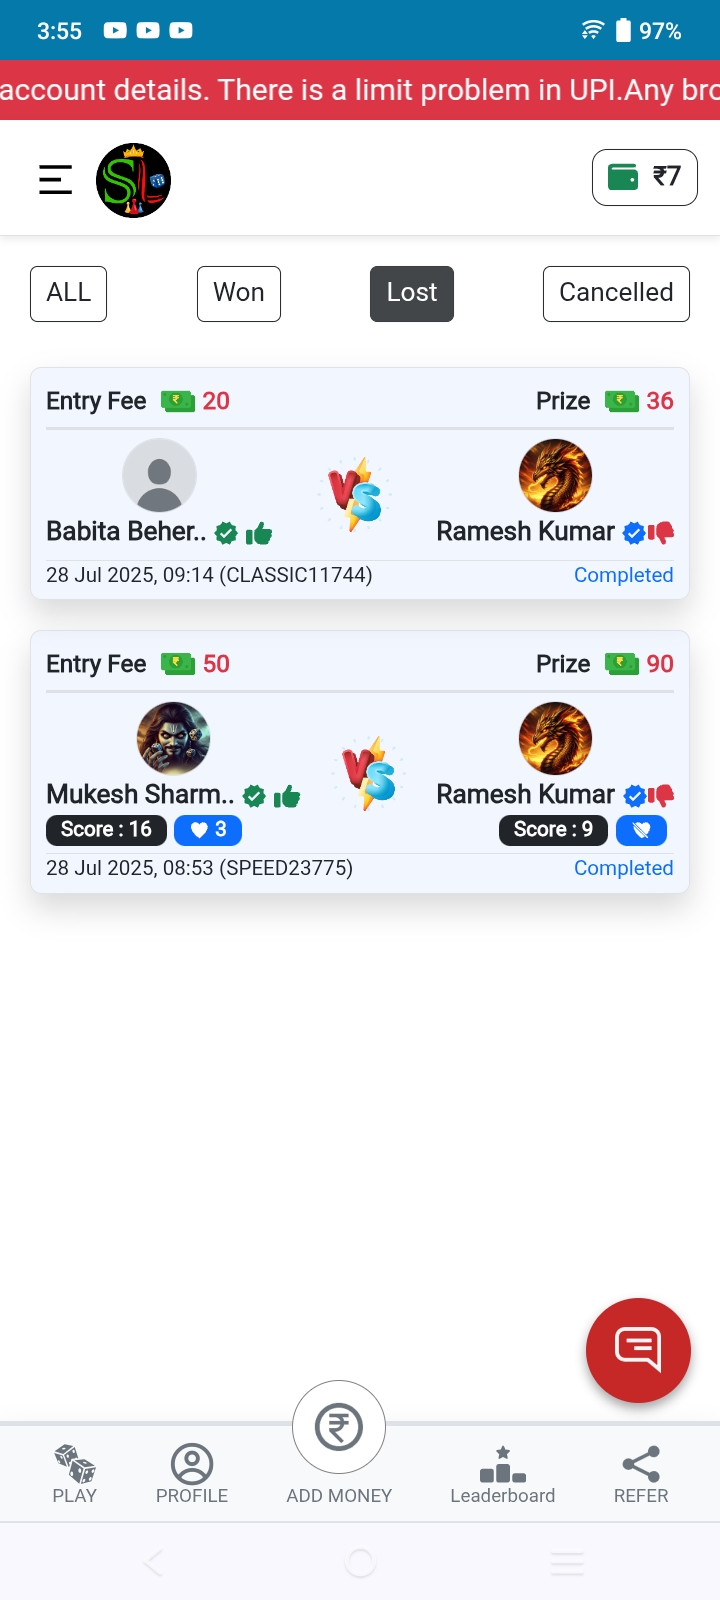 3:55 97%
account details. There is a limit problem in UPI.Any bro
SL ₹7
ALL Won Lost Cancelled
Entry Fee 20 Prize 36
VS
Babita Beher.. Ramesh Kumar
28 Jul 2025, 09:14 (CLASSIC11744) Completed
Entry Fee 50 Prize 90
VS
Mukesh Sharm.. Ramesh Kumar
Score : 16 3 Score : 9
28 Jul 2025, 08:53 (SPEED23775) Completed
PLAY PROFILE ADD MONEY Leaderboard REFER